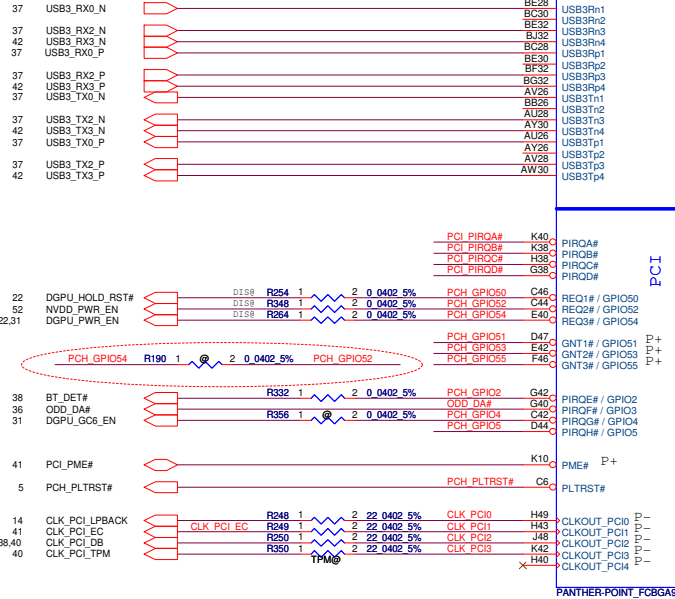 37 USB3_RX0_N BE28 USB3Rn1
BC30 USB3Rn2
37 USB3_RX2_N BE32 USB3Rn3
42 USB3_RX3_N BJ32 USB3Rn4
37 USB3_RX0_P BC28 USB3Rp1
BE30 USB3Rp2
37 USB3_RX2_P BF32 USB3Rp3
42 USB3_RX3_P BG32 USB3Rp4
37 USB3_TX0_N AV26 USB3Tn1
BB26 USB3Tn2
37 USB3_TX2_N AU28 USB3Tn3
42 USB3_TX3_N AY30 USB3Tn4
37 USB3_TX0_P AU26 USB3Tp1
AY26 USB3Tp2
37 USB3_TX2_P AV28 USB3Tp3
42 USB3_TX3_P AW30 USB3Tp4
PCI_PIRQA# K40 PIRQA#
PCI_PIRQB# K38 PIRQB#
PCI_PIRQC# H38 PIRQC#
PCI_PIRQD# G38 PIRQD#
PCI
22 DGPU_HOLD_RST# DIS@ R254 1 2 0_0402_5% PCH_GPIO50 C46 REQ1# / GPIO50
52 NVDD_PWR_EN DIS@ R348 1 2 0_0402_5% PCH_GPIO52 C44 REQ2# / GPIO52
22,31 DGPU_PWR_EN DIS@ R264 1 2 0_0402_5% PCH_GPIO54 E40 REQ3# / GPIO54
PCH_GPIO51 D47 GNT1# / GPIO51 P+
PCH_GPIO53 E42 GNT2# / GPIO53 P+
PCH_GPIO55 F46 GNT3# / GPIO55 P+
PCH_GPIO54 R190 1 @ 2 0_0402_5% PCH_GPIO52
38 BT_DET# R332 1 2 0_0402_5% PCH_GPIO2 G42 PIRQE# / GPIO2
36 ODD_DA# ODD_DA# G40 PIRQF# / GPIO3
31 DGPU_GC6_EN R356 1 @ 2 0_0402_5% PCH_GPIO4 C42 PIRQG# / GPIO4
PCH_GPIO5 D44 PIRQH# / GPIO5
41 PCI_PME# K10 PME# P+
5 PCH_PLTRST# PCH_PLTRST# C6 PLTRST#
14 CLK_PCI_LPBACK R248 1 2 22_0402_5% CLK_PCI0 H49 CLKOUT_PCI0 P-
41 CLK_PCI_EC CLK_PCI_EC R249 1 2 22_0402_5% CLK_PCI1 H43 CLKOUT_PCI1 P-
38,40 CLK_PCI_DB R250 1 2 22_0402_5% CLK_PCI2 J48 CLKOUT_PCI2 P-
40 CLK_PCI_TPM R350 1 2 22_0402_5% CLK_PCI3 K42 CLKOUT_PCI3 P-
TPM@ H40 CLKOUT_PCI4 P-
PANTHER-POINT_FCBGA9